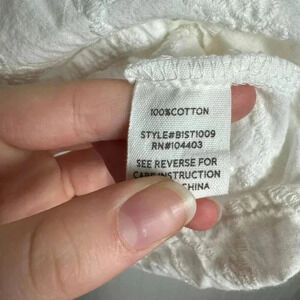 100%COTTON
STYLE#BIST1009
RN#104403
SEE REVERSE FOR
CARE INSTRUCTION
CHINA